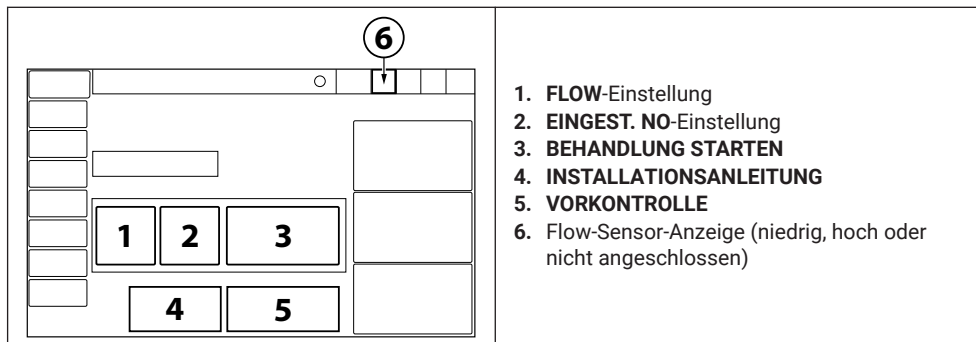 6
1 2 3
4 5
1. FLOW-Einstellung
2. EINGEST. NO-Einstellung
3. BEHANDLUNG STARTEN
4. INSTALLATIONSANLEITUNG
5. VORKONTROLLE
6. Flow-Sensor-Anzeige (niedrig, hoch oder
nicht angeschlossen)